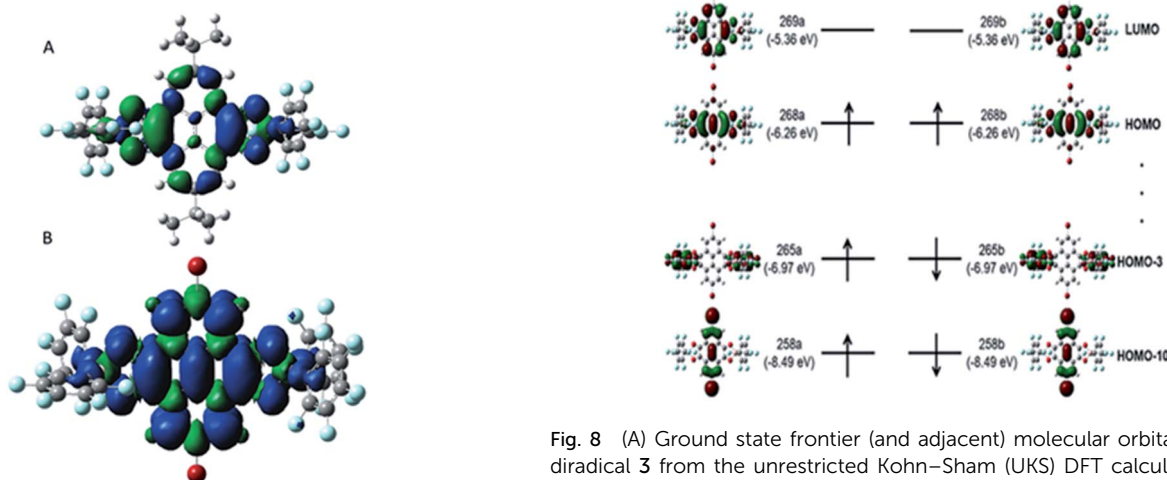 A
B
269a
(-5.36 eV)
269b
(-5.36 eV)
LUMO
268a
(-6.26 eV)
268b
(-6.26 eV)
HOMO
265a
(-6.97 eV)
265b
(-6.97 eV)
HOMO-3
258a
(-8.49 eV)
258b
(-8.49 eV)
HOMO-10
Fig. 8 (A) Ground state frontier (and adjacent) molecular orbita
diradical 3 from the unrestricted Kohn–Sham (UKS) DFT calcul